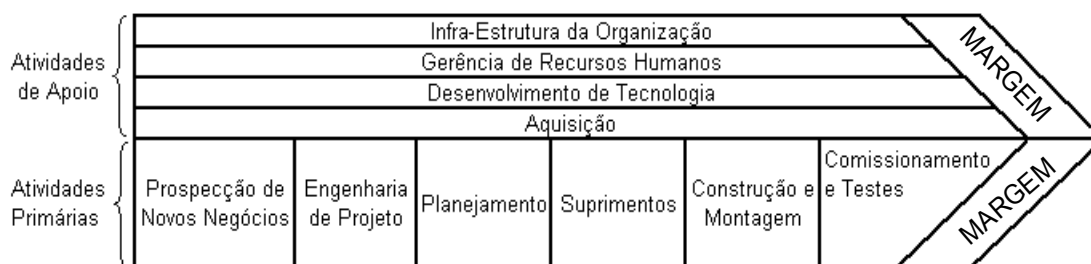 Atividades
de Apoio
Infra-Estrutura da Organização
Gerência de Recursos Humanos
Desenvolvimento de Tecnologia
Aquisição
MARGEM
Atividades
Primárias
Prospecção de
Novos Negócios
Engenharia
de Projeto
Planejamento
Suprimentos
Construção e
Montagem
Comissionamento
e Testes
MARGEM